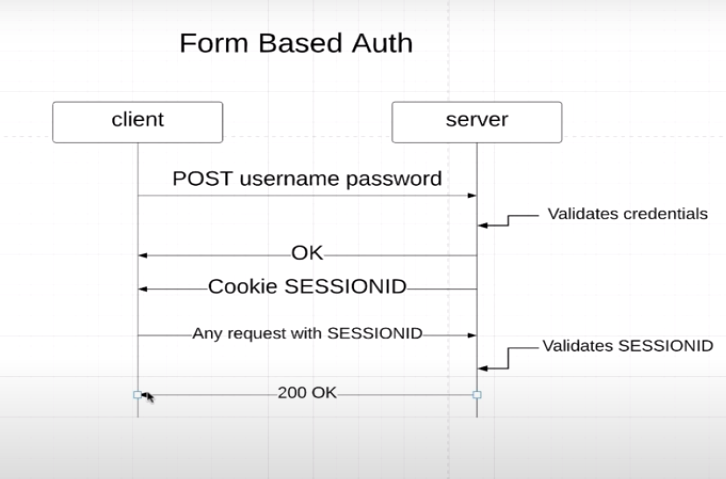 Form Based Auth
client
server
POST username password
Validates credentials
OK
Cookie SESSIONID
Any request with SESSIONID
Validates SESSIONID
200 OK